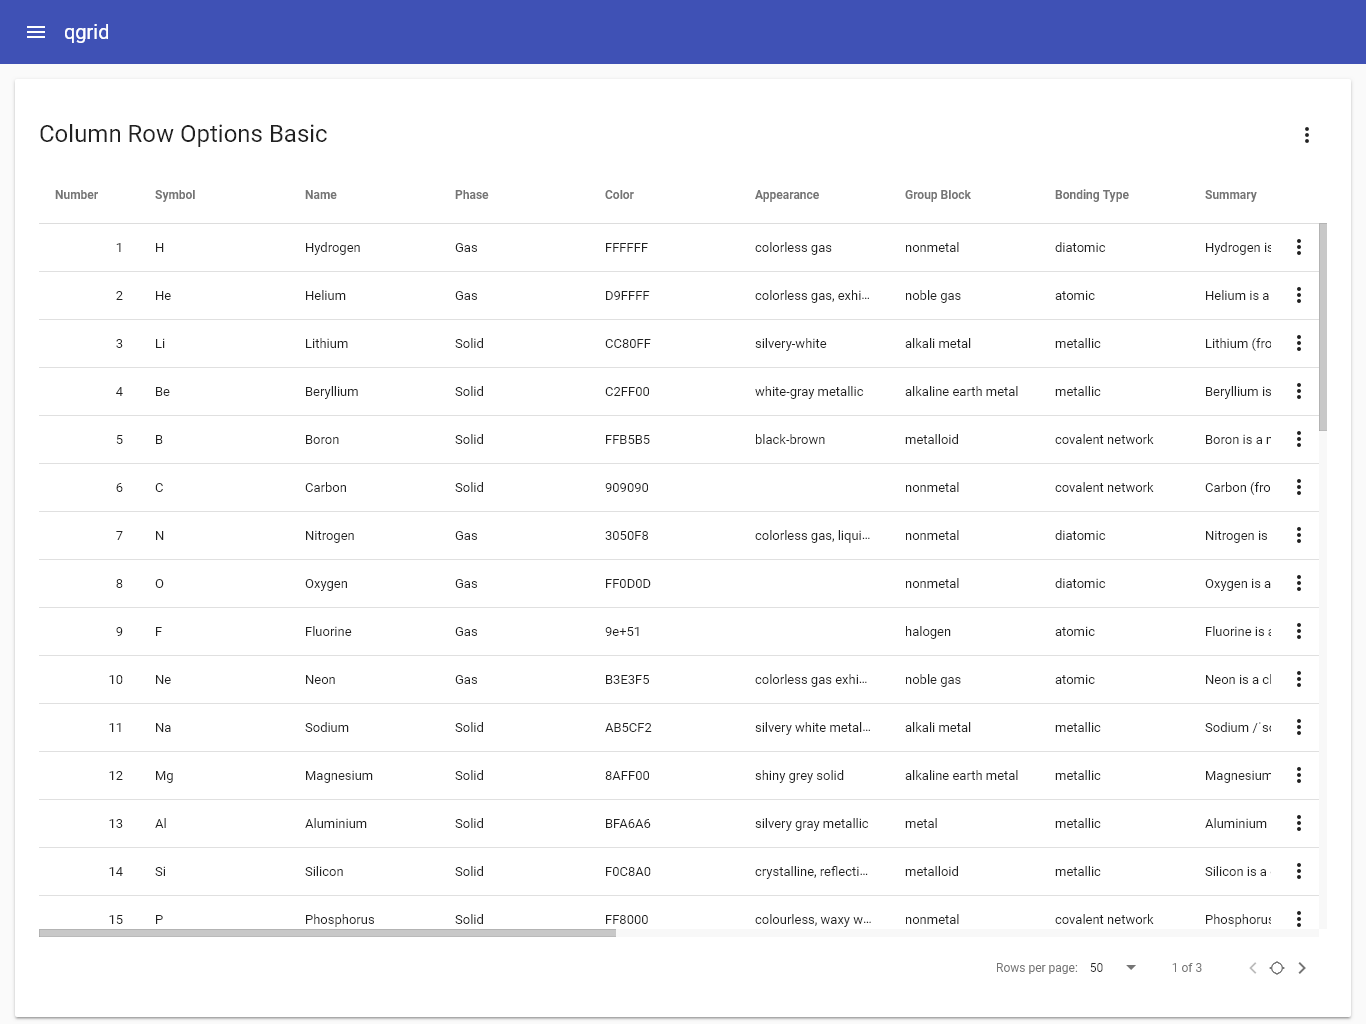 qgrid
Column Row Options Basic
Number Symbol Name Phase Color Appearance Group Block Bonding Type Summary
1 H Hydrogen Gas FFFFFF colorless gas nonmetal diatomic Hydrogen is
2 He Helium Gas D9FFFF colorless gas, exhi... noble gas atomic Helium is a
3 Li Lithium Solid CC80FF silvery-white alkali metal metallic Lithium (fro
4 Be Beryllium Solid C2FF00 white-gray metallic alkaline earth metal metallic Beryllium is
5 B Boron Solid FFB5B5 black-brown metalloid covalent network Boron is a
6 C Carbon Solid 909090 nonmetal covalent network Carbon (fro
7 N Nitrogen Gas 3050F8 colorless gas, liqui... nonmetal diatomic Nitrogen is
8 O Oxygen Gas FF0D0D nonmetal diatomic Oxygen is a
9 F Fluorine Gas 9e+51 halogen atomic Fluorine is
10 Ne Neon Gas B3E3F5 colorless gas exhi... noble gas atomic Neon is a
11 Na Sodium Solid AB5CF2 silvery white metal... alkali metal metallic Sodium
12 Mg Magnesium Solid 8AFF00 shiny grey solid alkaline earth metal metallic Magnesium
13 Al Aluminium Solid BFA6A6 silvery gray metallic metal metallic Aluminium
14 Si Silicon Solid F0C8A0 crystalline, reflecti... metalloid metallic Silicon is a
15 P Phosphorus Solid FF8000 colourless, waxy w... nonmetal covalent network Phosphorus
Rows per page: 50 1 of 3